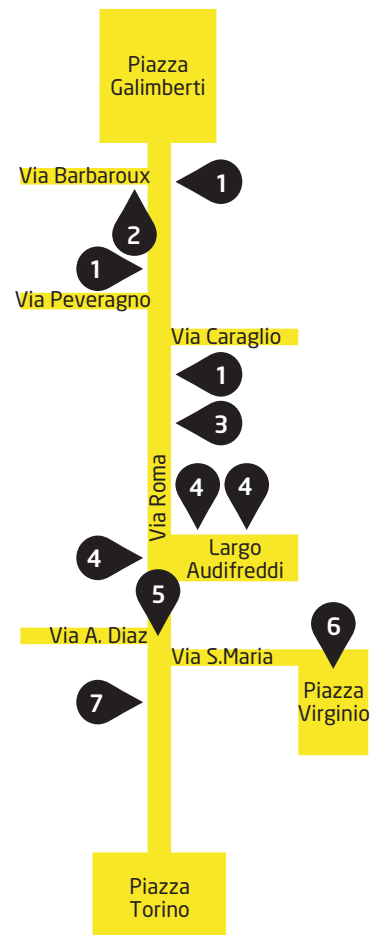 Piazza
Galimberti
Via Barbaroux
1
2
1
Via Peveragno
Via Caraglio
1
3
Via Roma
4
4
Largo
Audifreddi
4
5
6
Via A. Diaz
Via S.Maria
Piazza
Virginio
7
Piazza
Torino